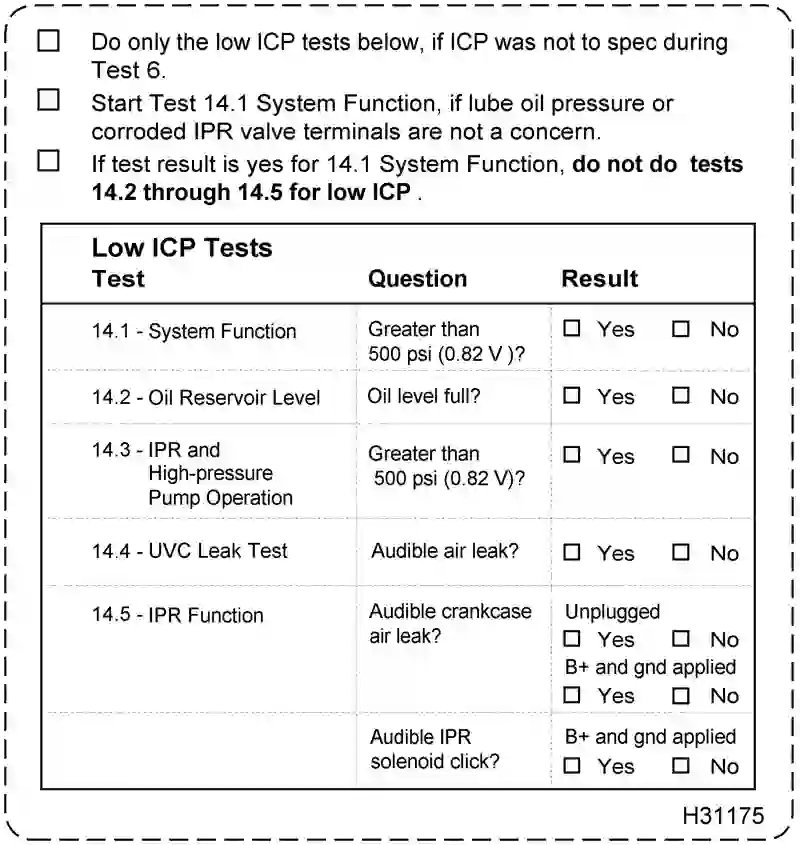 Do only the low ICP tests below, if ICP was not to spec during
Test 6.
Start Test 14.1 System Function, if lube oil pressure or
corroded IPR valve terminals are not a concern.
If test result is yes for 14.1 System Function, do not do tests
14.2 through 14.5 for low ICP .
Low ICP Tests
Test Question Result
14.1 - System Function Greater than Yes No
500 psi (0.82 V )?
14.2 - Oil Reservoir Level Oil level full? Yes No
14.3 - IPR and Greater than Yes No
High-pressure 500 psi (0.82 V)?
Pump Operation
14.4 - UVC Leak Test Audible air leak? Yes No
14.5 - IPR Function Audible crankcase Unplugged
air leak? Yes No
B+ and gnd applied
Yes No
Audible IPR B+ and gnd applied
solenoid click? Yes No
H31175